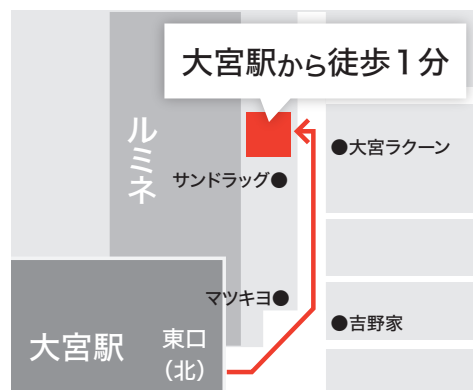 大宮駅から徒歩1分
ルミネ
●大宮ラクーン
サンドラッグ●
マツキヨ●
●吉野家
大宮駅
東口
（北）